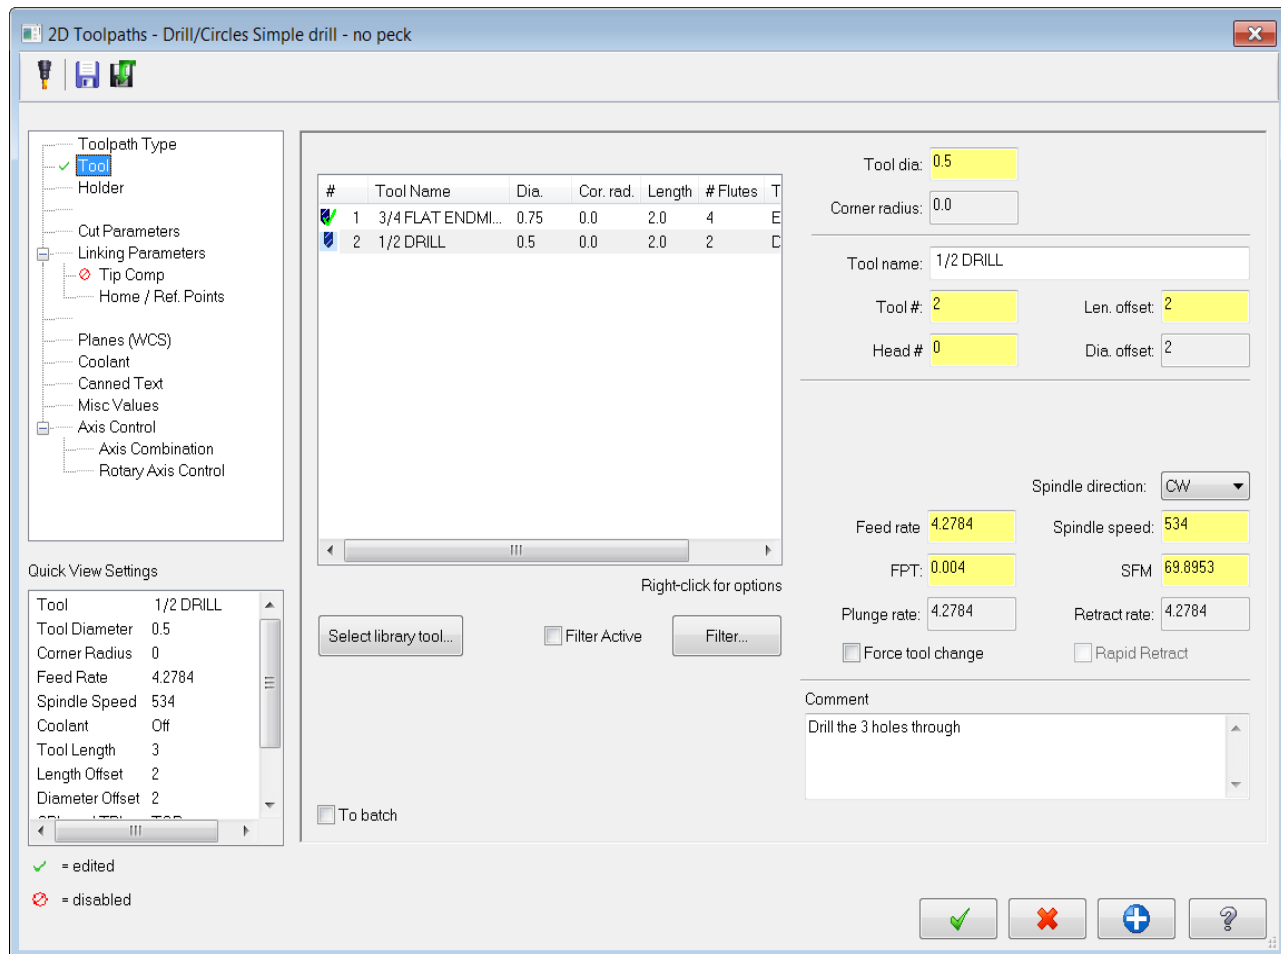 2D Toolpaths - Drill/Circles Simple drill - no peck
Toolpath Type
Tool
Holder
Cut Parameters
Linking Parameters
Tip Comp
Home / Ref. Points
Planes (WCS)
Coolant
Canned Text
Misc Values
Axis Control
Axis Combination
Rotary Axis Control
Quick View Settings
Tool 1/2 DRILL
Tool Diameter 0.5
Corner Radius 0
Feed Rate 4.2784
Spindle Speed 534
Coolant Off
Tool Length 3
Length Offset 2
Diameter Offset 2
= edited
= disabled
# Tool Name Dia. Cor. rad. Length # Flutes T
1 3/4 FLAT ENDMI... 0.75 0.0 2.0 4 E
2 1/2 DRILL 0.5 0.0 2.0 2 D
Right-click for options
Select library tool... Filter Active Filter...
To batch
Tool dia: 0.5
Corner radius: 0.0
Tool name: 1/2 DRILL
Tool #: 2 Len. offset: 2
Head # 0 Dia. offset: 2
Spindle direction: CW
Feed rate 4.2784 Spindle speed: 534
FPT: 0.004 SFM 69.8953
Plunge rate: 4.2784 Retract rate: 4.2784
Force tool change Rapid Retract
Comment
Drill the 3 holes through